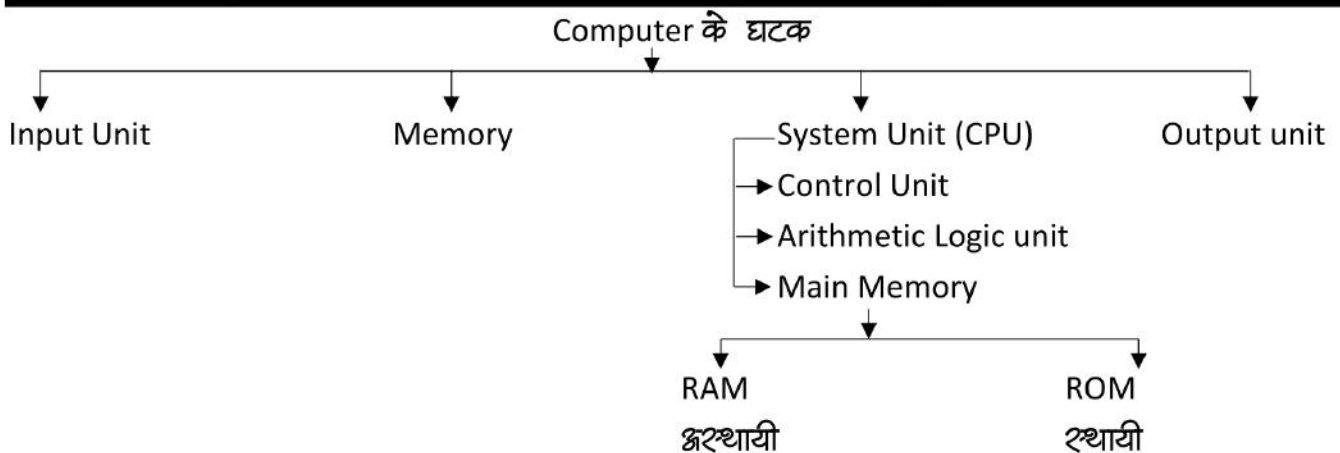 Computer के घटक
Input Unit Memory System Unit (CPU) Output unit
Control Unit
Arithmetic Logic unit
Main Memory
RAM ROM
अस्थायी स्थायी